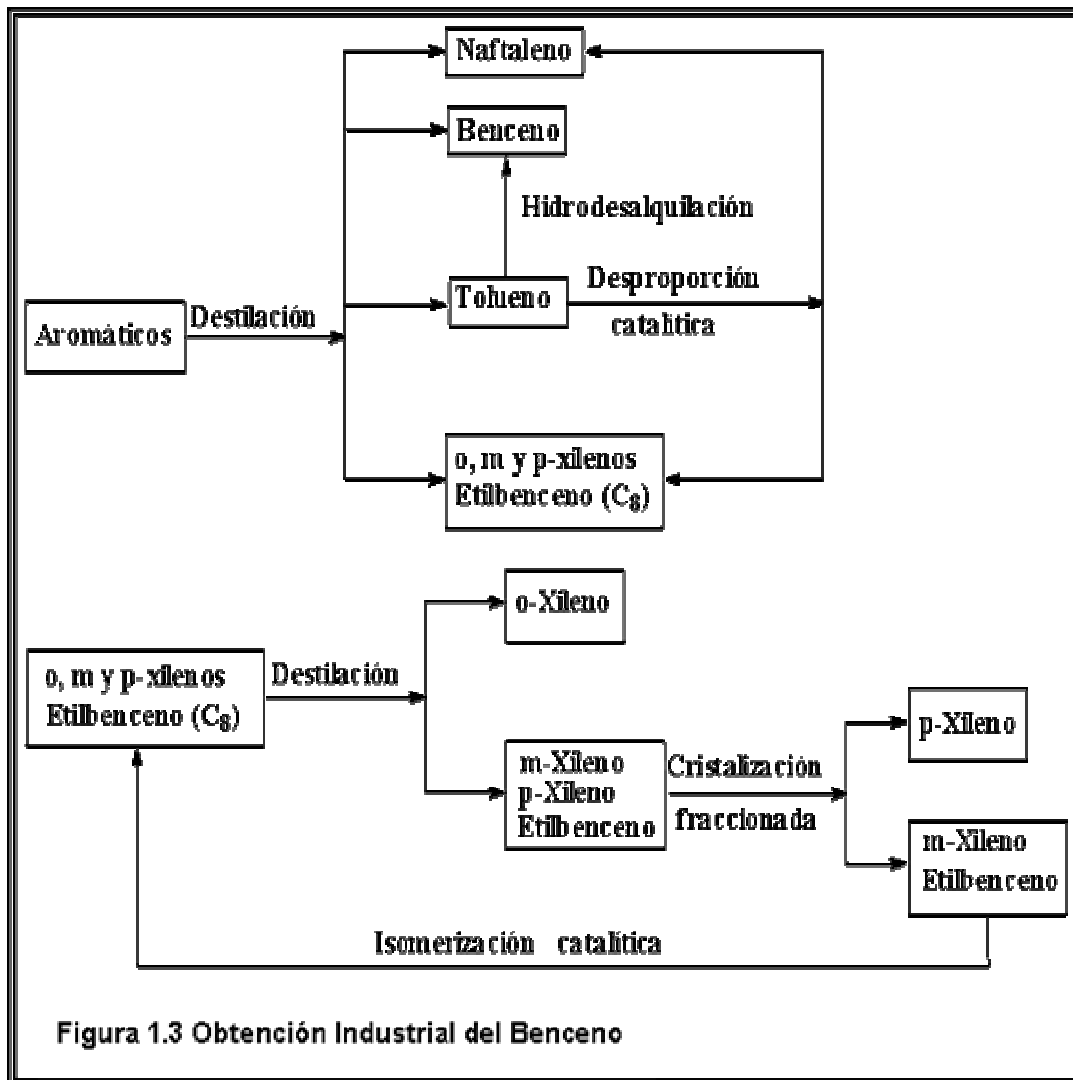 Naftaleno
Benceno
Hidrodesalquilación
Tolueno
Desproporción
catalítica
Aromáticos
Destilación
o, m y p-xilenos
Etilbenceno (C₈)
o-Xileno
o, m y p-xilenos
Etilbenceno (C₈)
Destilación
m-Xileno
p-Xileno
Etilbenceno
Cristalización
fraccionada
p-Xileno
m-Xileno
Etilbenceno
Isomerización catalítica
Figura 1.3 Obtención Industrial del Benceno